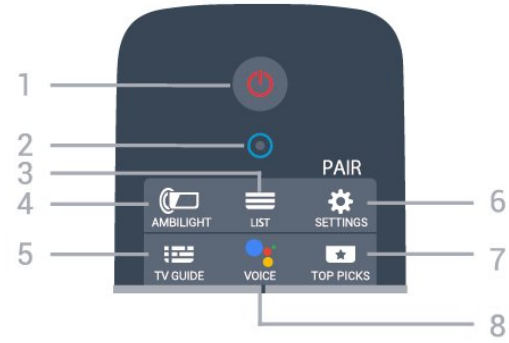 1
2
PAIR
3
4
AMBILIGHT
LIST
SETTINGS
6
5
TV GUIDE
VOICE
TOP PICKS
7
8